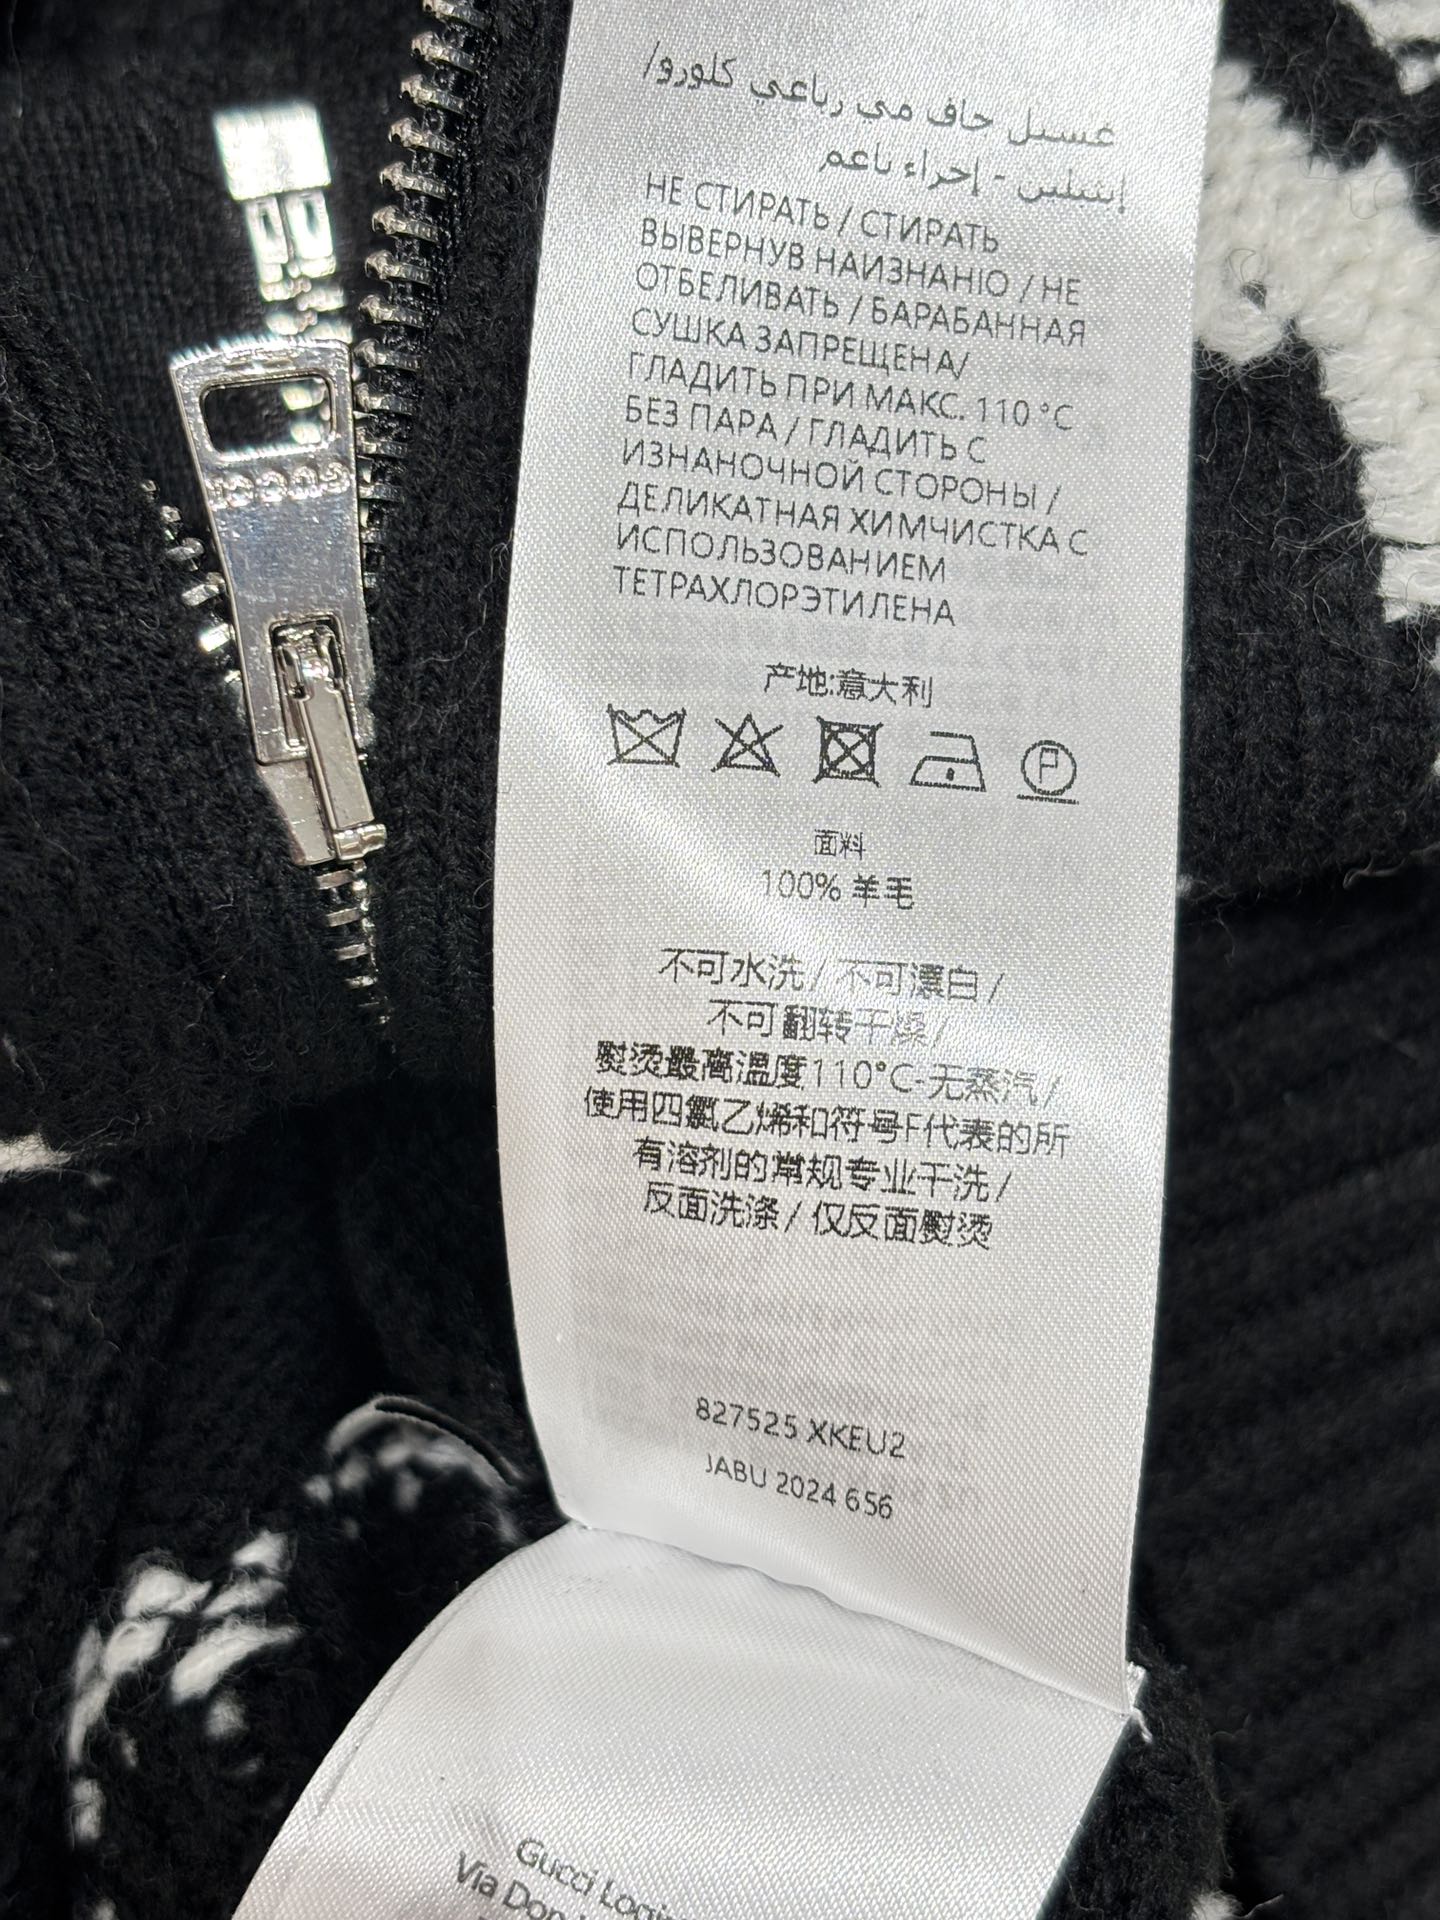 غسيل جاف مي رباعي كلورو/
إيثيلين - إجراء ناعم
НЕ СТИРАТЬ / СТИРАТЬ
ВЫВЕРНУВ НАИЗНАНІЮ / НЕ
ОТБЕЛИВАТЬ / БАРАБАННАЯ
СУШКА ЗАПРЕЩЕНА/
ГЛАДИТЬ ПРИ МАКС. 110 °C
БЕЗ ПАРА / ГЛАДИТЬ С
ИЗНАНОЧНОЙ СТОРОНЫ /
ДЕЛИКАТНАЯ ХИМЧИСТКА С
ИСПОЛЬЗОВАНИЕМ
ТЕТРАХЛОРЭТИЛЕНА
产地:意大利
P
面料
100% 羊毛
不可水洗 / 不可漂白 /
不可翻转干燥 /
熨烫最高温度110°C-无蒸汽 /
使用四氯乙烯和符号F代表的所
有溶剂的常规专业干洗 /
反面洗涤 / 仅反面熨烫
827525 XKEU2
JABU 2024 656
Gucci
Via Don
GUCCI